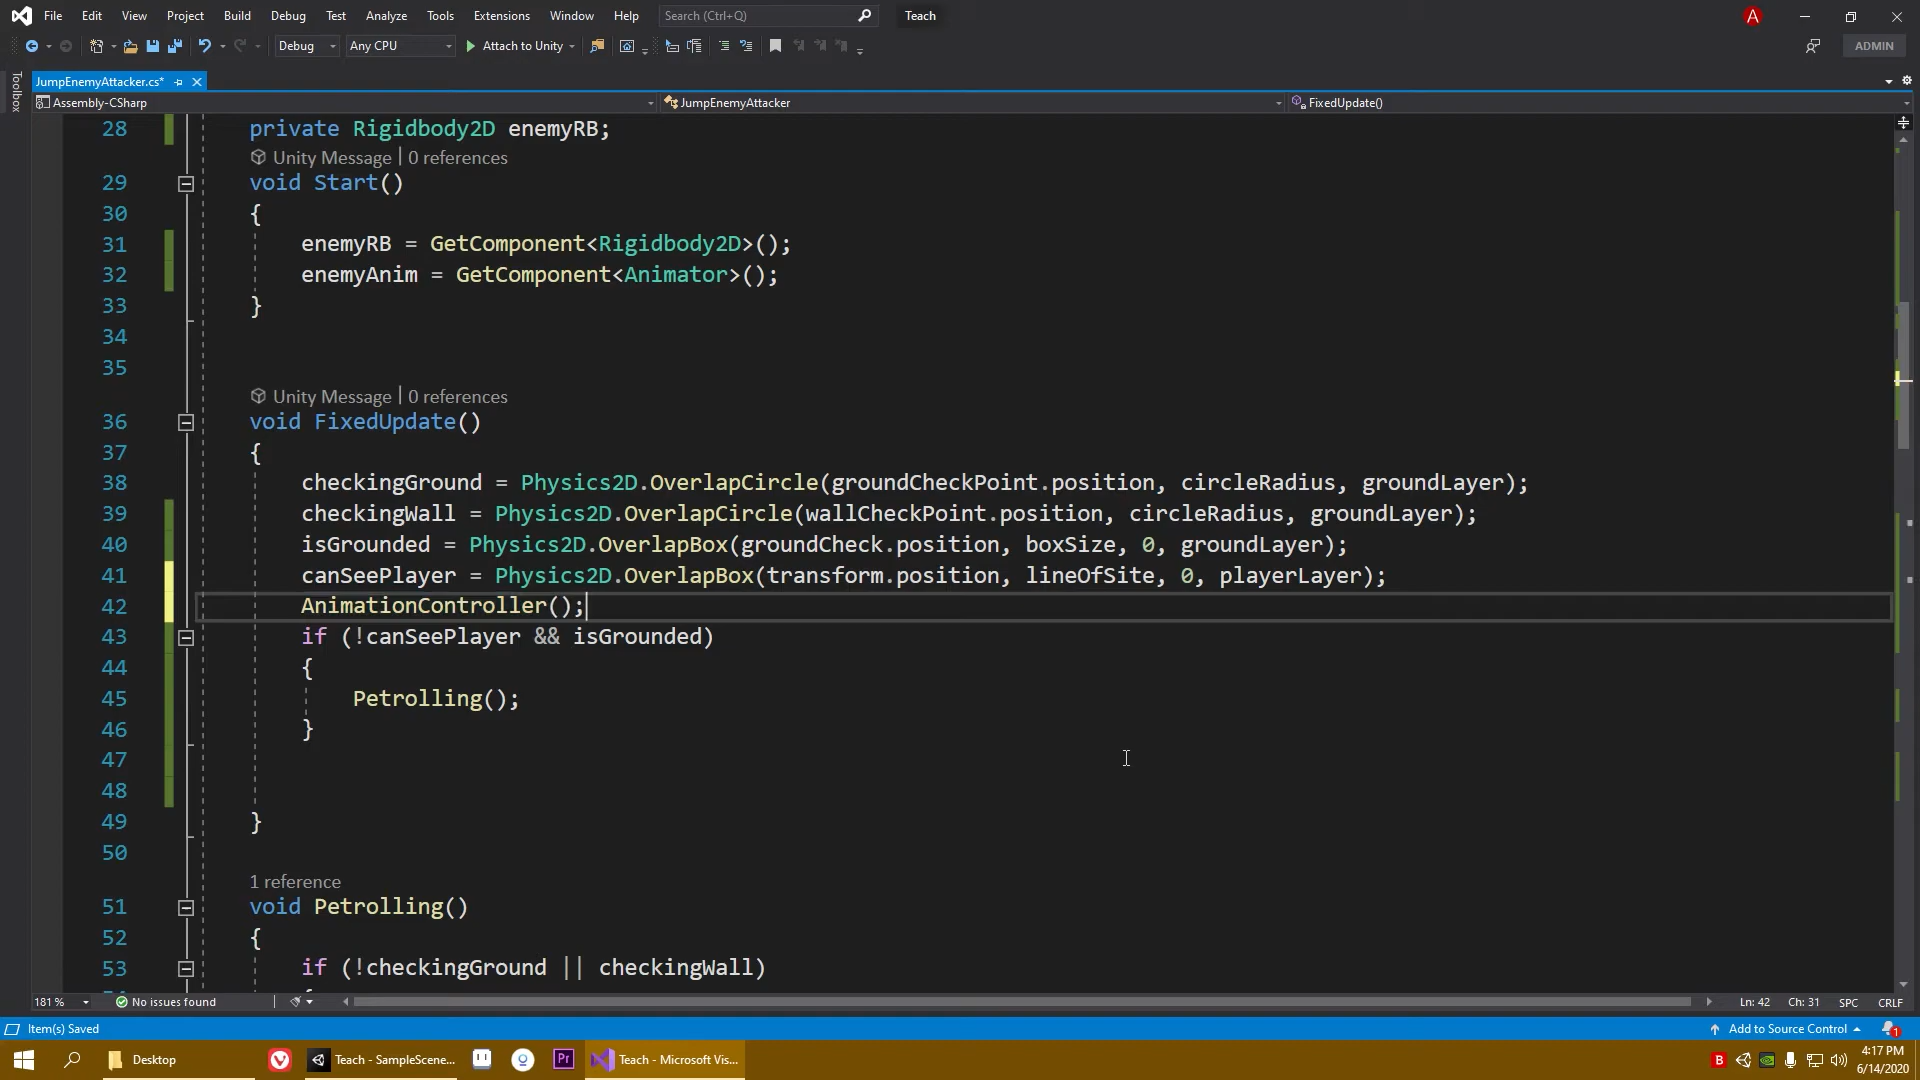 File Edit View Project Build Debug Test Analyze Tools Extensions Window Help Search (Ctrl+Q) Teach A
Debug Any CPU Attach to Unity ADMIN
Toolbox
JumpEnemyAttacker.cs*
Assembly-CSharp JumpEnemyAttacker FixedUpdate()
28 private Rigidbody2D enemyRB;
Unity Message | 0 references
29 void Start()
30 {
31 enemyRB = GetComponent<Rigidbody2D>();
32 enemyAnim = GetComponent<Animator>();
33 }
34
35
Unity Message | 0 references
36 void FixedUpdate()
37 {
38 checkingGround = Physics2D.OverlapCircle(groundCheckPoint.position, circleRadius, groundLayer);
39 checkingWall = Physics2D.OverlapCircle(wallCheckPoint.position, circleRadius, groundLayer);
40 isGrounded = Physics2D.OverlapBox(groundCheck.position, boxSize, 0, groundLayer);
41 canSeePlayer = Physics2D.OverlapBox(transform.position, lineOfSite, 0, playerLayer);
42 AnimationController();
43 if (!canSeePlayer && isGrounded)
44 {
45 Petrolling();
46 }
47
48
49 }
50
1 reference
51 void Petrolling()
52 {
53 if (!checkingGround || checkingWall)
181 % No issues found Ln: 42 Ch: 31 SPC CRLF
Item(s) Saved Add to Source Control 1
Desktop Teach - SampleScene... Pr Teach - Microsoft Vis... B 4:17 PM
6/14/2020